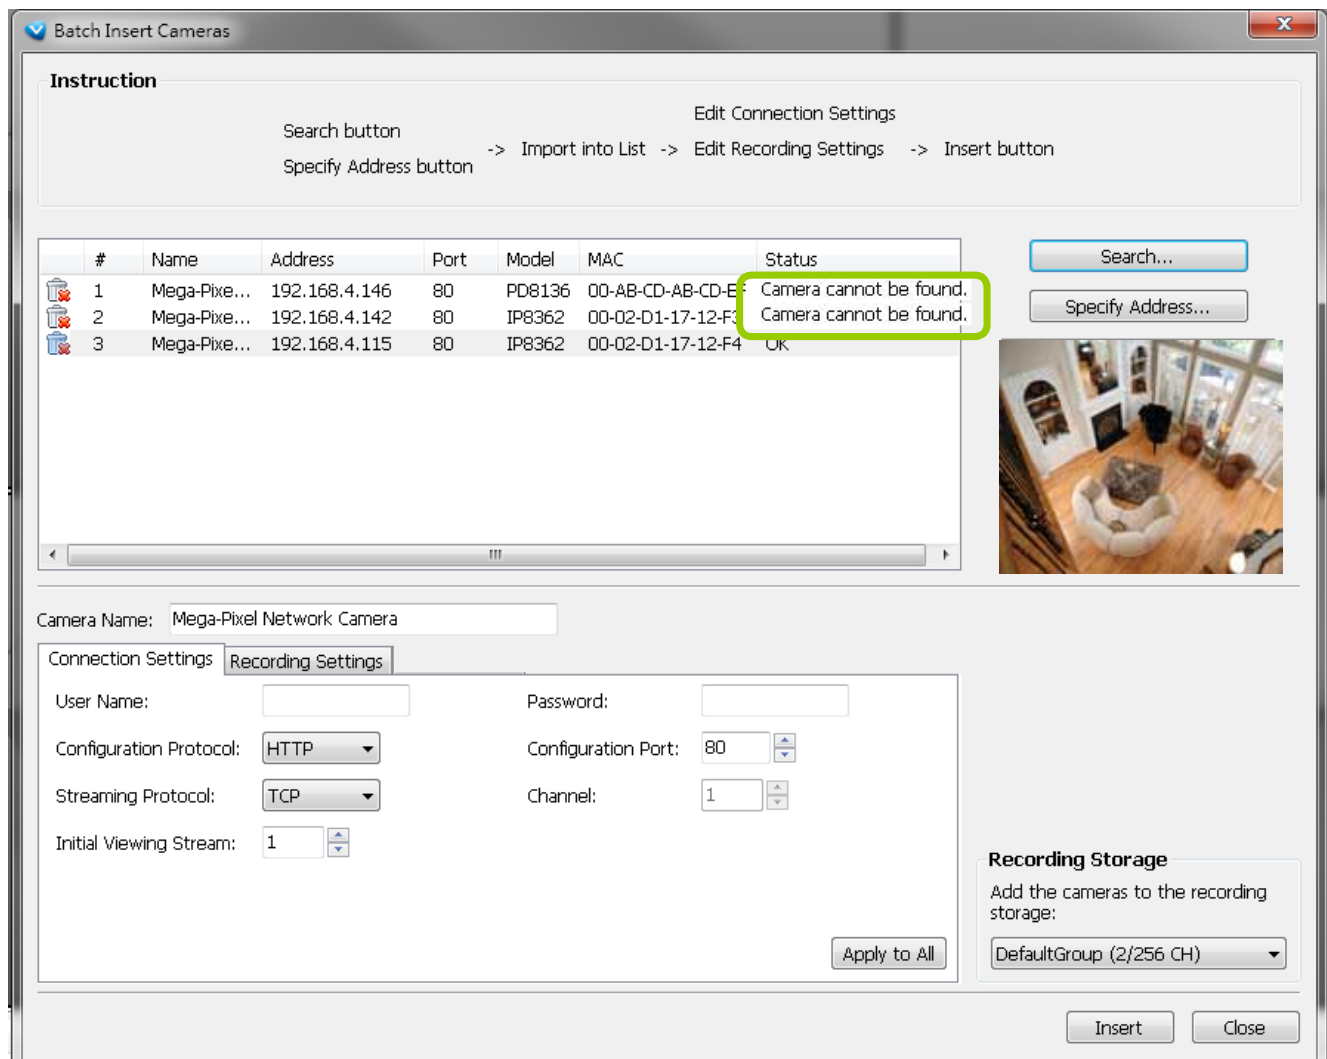 Batch Insert Cameras
Instruction
Edit Connection Settings
Search button
-> Import into List -> Edit Recording Settings -> Insert button
Specify Address button
# Name Address Port Model MAC Status
1 Mega-Pixe... 192.168.4.146 80 PD8136 00-AB-CD-AB-CD-EF Camera cannot be found.
2 Mega-Pixe... 192.168.4.142 80 IP8362 00-02-D1-17-12-F3 Camera cannot be found.
3 Mega-Pixe... 192.168.4.115 80 IP8362 00-02-D1-17-12-F4 OK
Search...
Specify Address...
Camera Name: Mega-Pixel Network Camera
Connection Settings Recording Settings
User Name: Password:
Configuration Protocol: HTTP Configuration Port: 80
Streaming Protocol: TCP Channel: 1
Initial Viewing Stream: 1
Apply to All
Recording Storage
Add the cameras to the recording
storage:
DefaultGroup (2/256 CH)
Insert Close